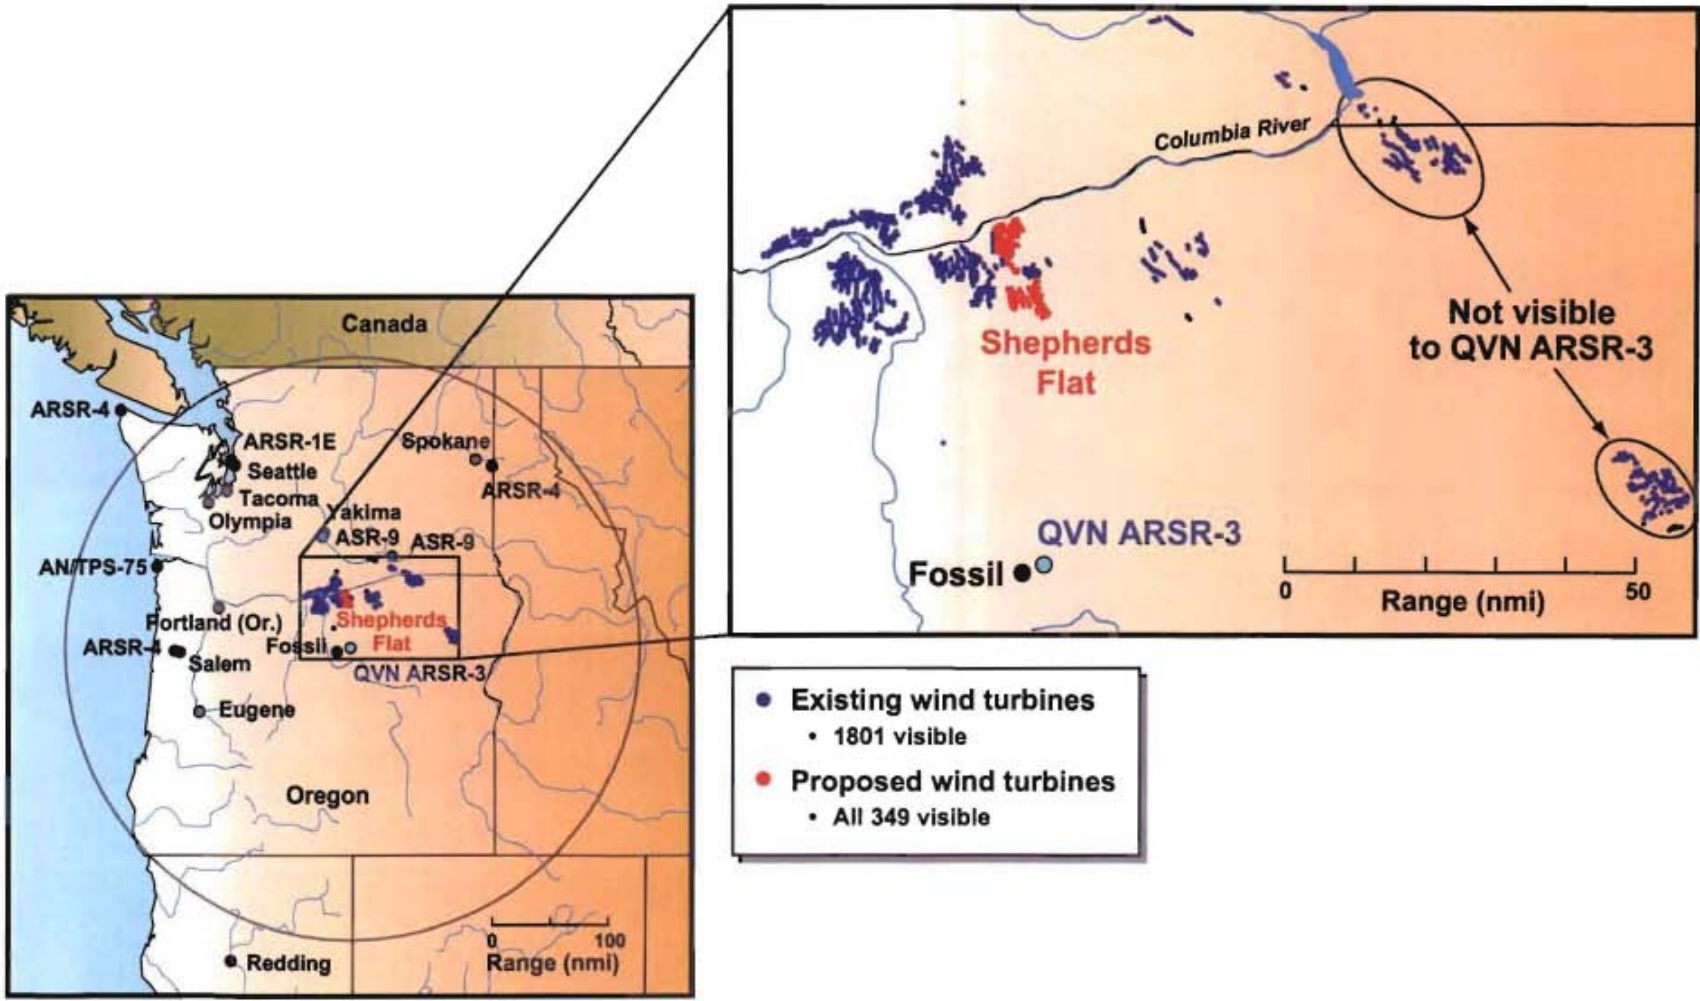 Canada
ARSR-4
ARSR-1E
Seattle
Spokane
ARSR-4
Tacoma
Olympia
Yakima
ASR-9
ASR-9
AN/TPS-75
Portland (Or.)
Shepherds
Flat
ARSR-4
Salem
Fossil
QVN ARSR-3
Eugene
Oregon
0 100
Range (nmi)
Redding
Columbia River
Shepherds
Flat
Not visible
to QVN ARSR-3
QVN ARSR-3
Fossil
0 50
Range (nmi)
• Existing wind turbines
• 1801 visible
• Proposed wind turbines
• All 349 visible